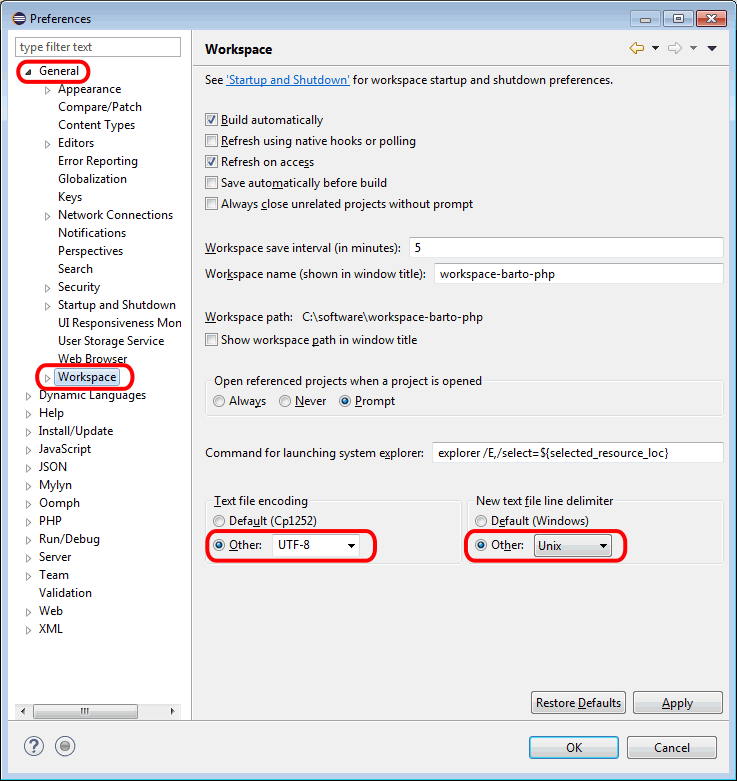 Preferences
type filter text
General
Appearance
Compare/Patch
Content Types
Editors
Error Reporting
Globalization
Keys
Network Connections
Notifications
Perspectives
Search
Security
Startup and Shutdown
UI Responsiveness Mon
User Storage Service
Web Browser
Workspace
Dynamic Languages
Help
Install/Update
JavaScript
JSON
Mylyn
Oomph
PHP
Run/Debug
Server
Team
Validation
Web
XML
Workspace
See 'Startup and Shutdown' for workspace startup and shutdown preferences.
Build automatically
Refresh using native hooks or polling
Refresh on access
Save automatically before build
Always close unrelated projects without prompt
Workspace save interval (in minutes): 5
Workspace name (shown in window title): workspace-barto-php
Workspace path: C:\software\workspace-barto-php
Show workspace path in window title
Open referenced projects when a project is opened
Always Never Prompt
Command for launching system explorer: explorer /E,/select=${selected_resource_loc}
Text file encoding
Default (Cp1252)
Other: UTF-8
New text file line delimiter
Default (Windows)
Other: Unix
Restore Defaults Apply
? OK Cancel